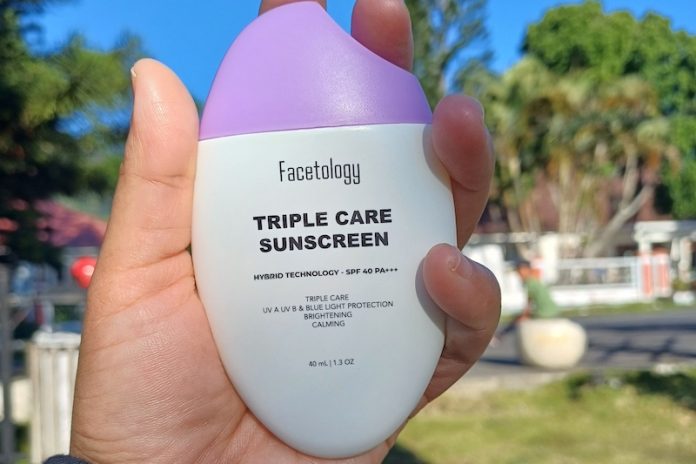 Facetology
TRIPLE CARE
SUNSCREEN
HYBRID TECHNOLOGY - SPF 40 PA+++
TRIPLE CARE
UV A UV B & BLUE LIGHT PROTECTION
BRIGHTENING
CALMING
40 mL | 1.3 OZ